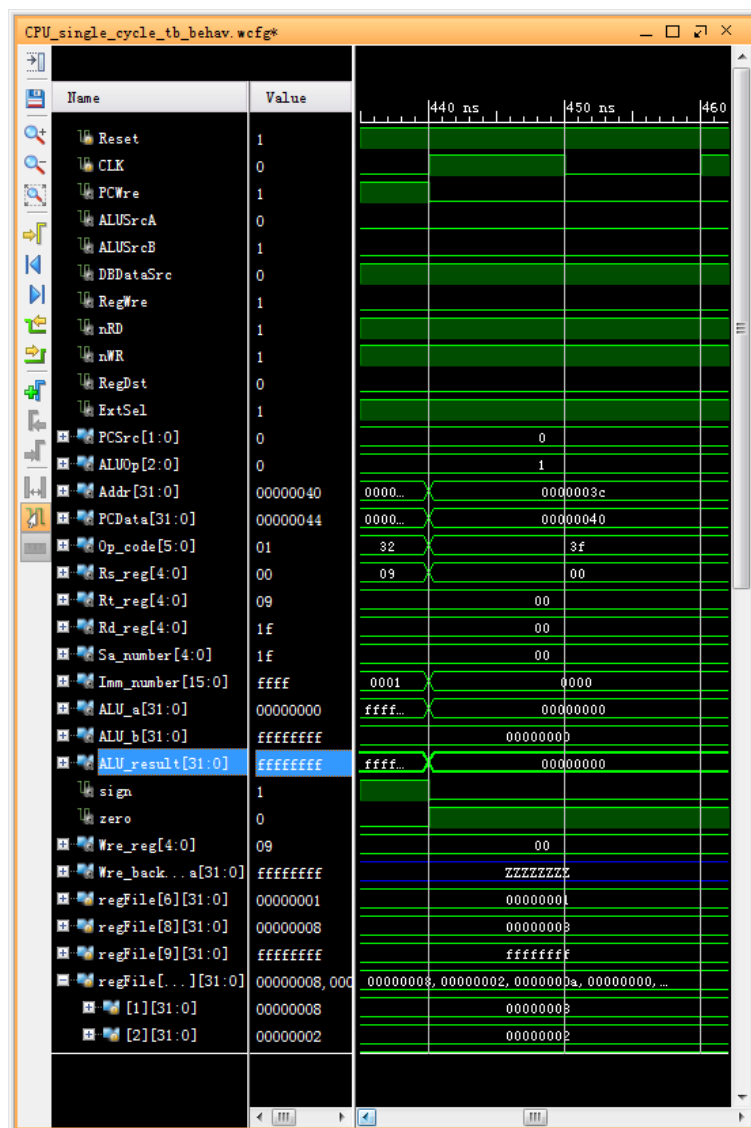 CPU_single_cycle_tb_behav.wcfg*
Name Value
440 ns 450 ns 460
Reset 1
CLK 0
PCWre 1
ALUSrcA 0
ALUSrcB 1
DBDataSrc 0
RegWre 1
nRD 1
nWR 1
RegDst 0
ExtSel 1
PCSrc[1:0] 0 0
ALUOp[2:0] 0 1
Addr[31:0] 00000040 0000... 0000003c
PCData[31:0] 00000044 0000... 00000040
Op_code[5:0] 01 32 3f
Rs_reg[4:0] 00 09 00
Rt_reg[4:0] 09 00
Rd_reg[4:0] 1f 00
Sa_number[4:0] 1f 00
Imm_number[15:0] ffff 0001 0000
ALU_a[31:0] 00000000 ffff... 00000000
ALU_b[31:0] ffffffff 00000000
ALU_result[31:0] ffffffff ffff... 00000000
sign 1
zero 0
Wre_reg[4:0] 09 00
Wre_back...a[31:0] ffffffff ZZZZZZZZ
regFile[6][31:0] 00000001 00000001
regFile[8][31:0] 00000008 00000008
regFile[9][31:0] ffffffff ffffffff
regFile[...][31:0] 00000008,000 00000008, 00000002, 0000000a, 00000000, ...
[1][31:0] 00000008 00000008
[2][31:0] 00000002 00000002